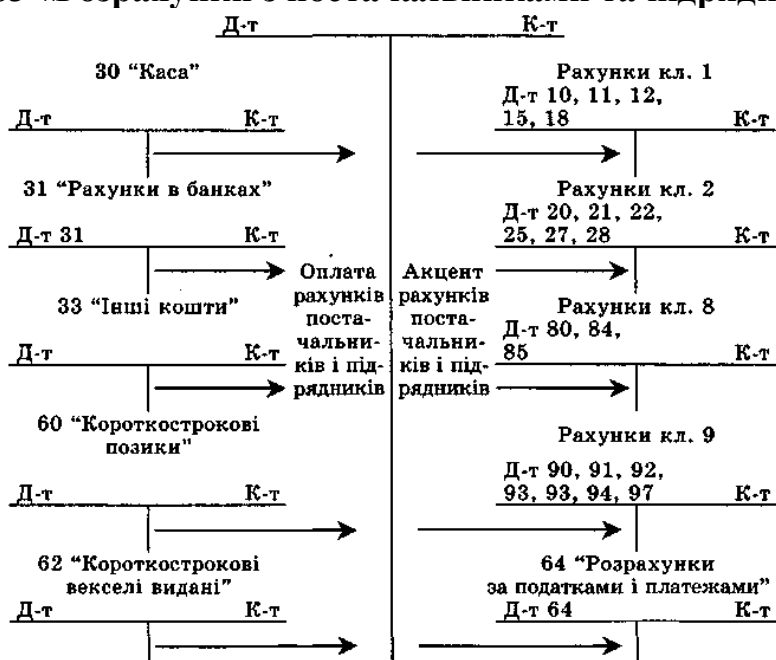 Д-т К-т
30 “Каса”
Д-т К-т
31 “Рахунки в банках”
Д-т 31 К-т
33 “Інші кошти”
Д-т К-т
60 “Короткострокові
позики”
Д-т К-т
62 “Короткострокові
векселі видані”
Д-т К-т
Оплата
рахунків
поста-
чальни-
ків і під-
рядників
Акцент
рахунків
поста-
чальни-
ків і під-
рядників
Рахунки кл. 1
Д-т 10, 11, 12,
15, 18 К-т
Рахунки кл. 2
Д-т 20, 21, 22,
25, 27, 28 К-т
Рахунки кл. 8
Д-т 80, 84,
85 К-т
Рахунки кл. 9
Д-т 90, 91, 92,
93, 93, 94, 97 К-т
64 “Розрахунки
за податками і платежами”
Д-т 64 К-т